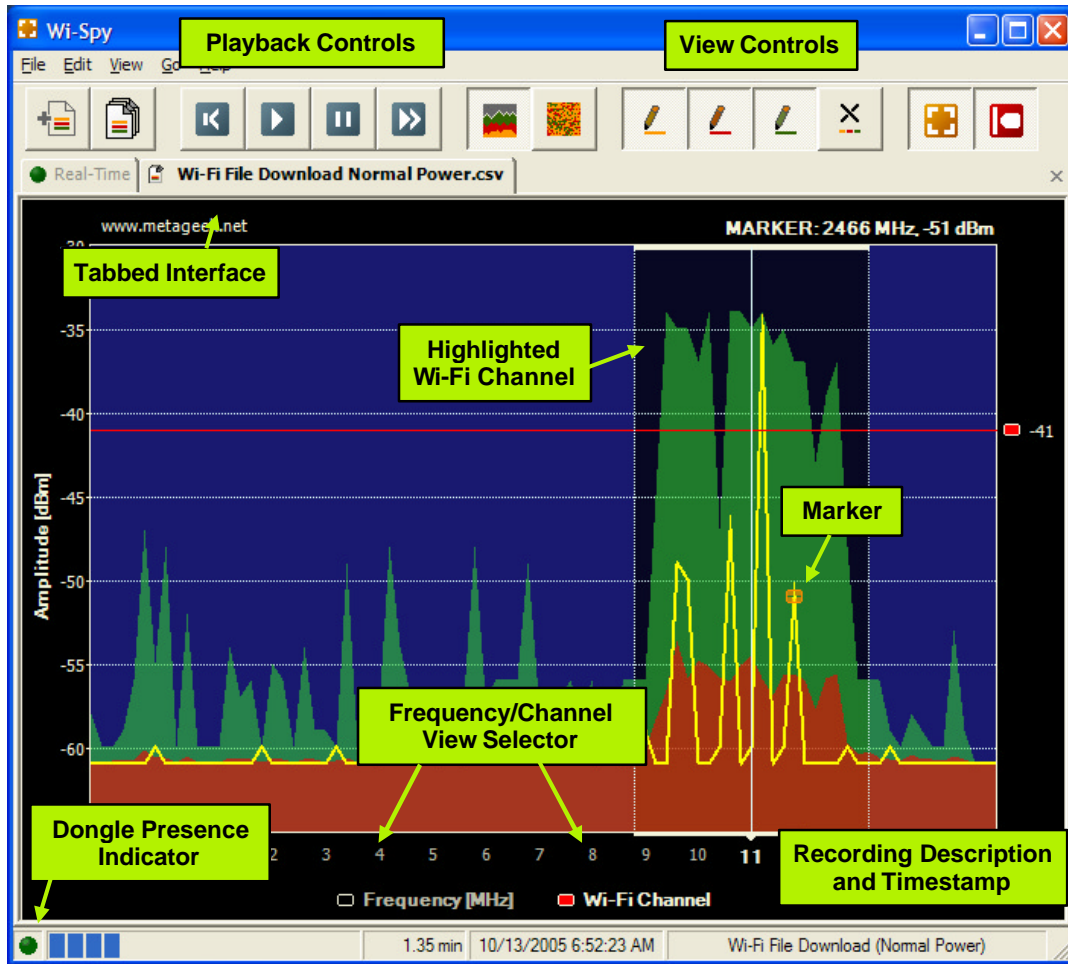 Wi-Spy
Playback Controls
View Controls
File Edit View Go Help
Real-Time
Wi-Fi File Download Normal Power.csv
www.metageek.net
MARKER: 2466 MHz, -51 dBm
-30
Tabbed Interface
-35
Highlighted
Wi-Fi Channel
-40
-41
-45
Marker
Amplitude [dBm]
-50
-55
Frequency/Channel
View Selector
-60
Dongle Presence
Indicator
2 3 4 5 6 7 8 9 10 11
Recording Description
and Timestamp
Frequency [MHz] Wi-Fi Channel
1.35 min 10/13/2005 6:52:23 AM Wi-Fi File Download (Normal Power)